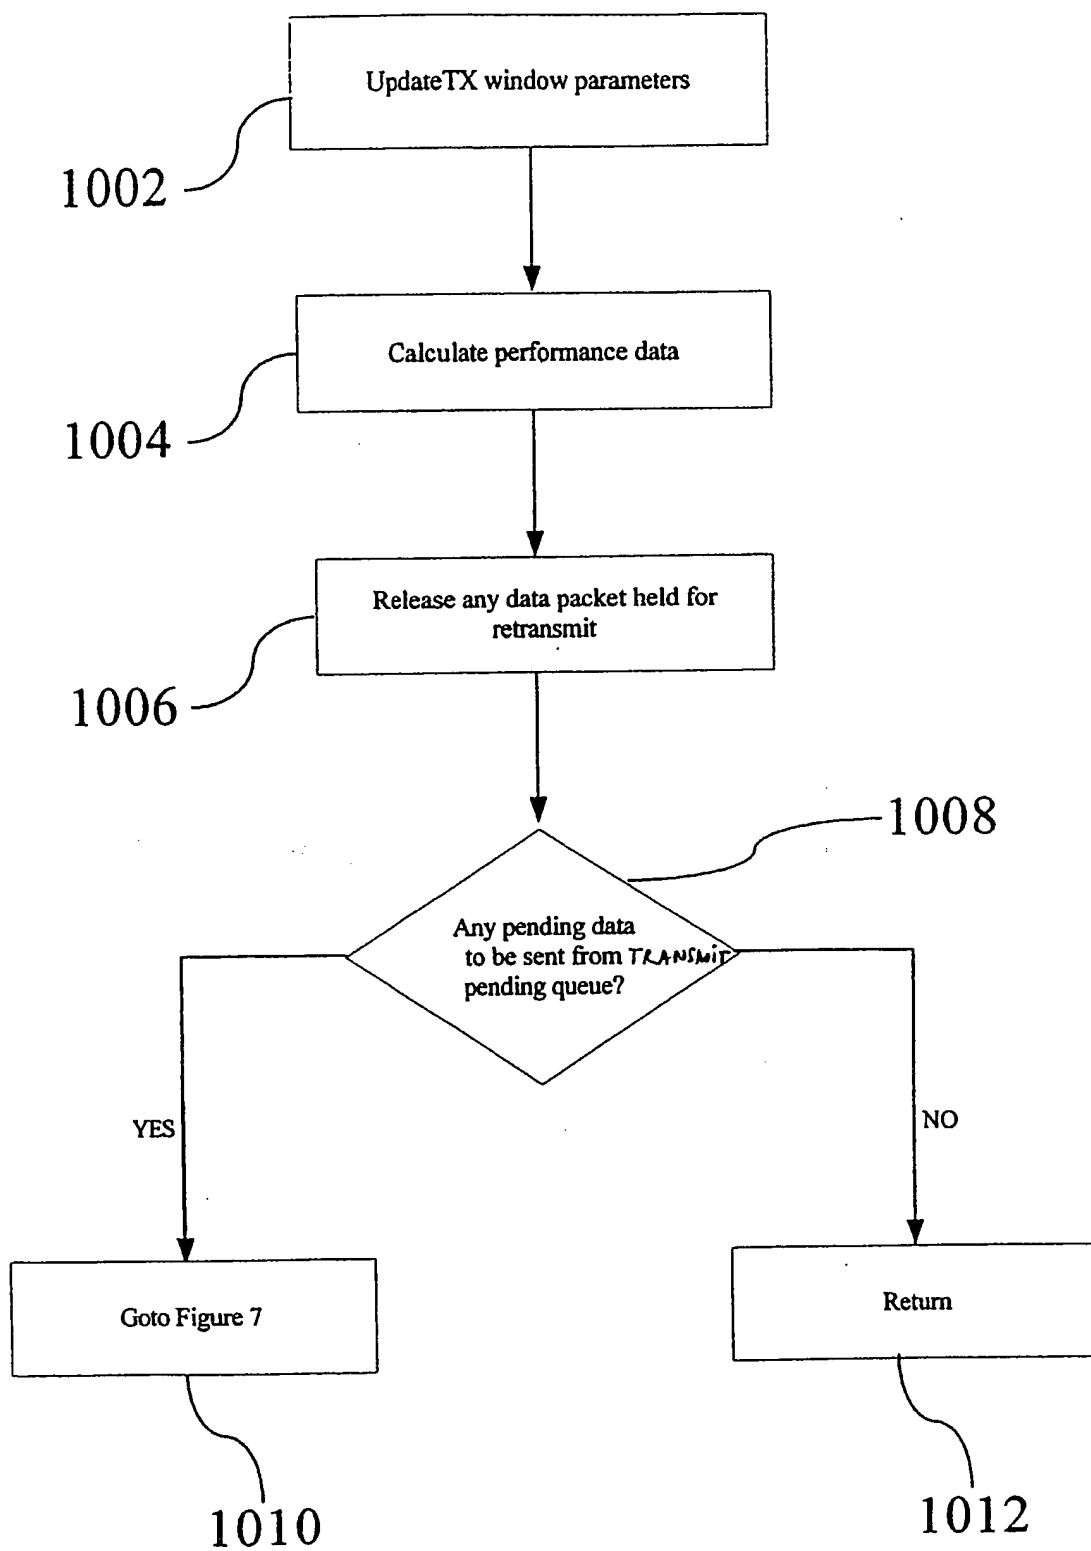 UpdateTX window parameters
1002
Calculate performance data
1004
Release any data packet held for
retransmit
1006
1008
Any pending data
to be sent from TRANSMIT
pending queue?
YES
NO
Goto Figure 7
Return
1010
1012